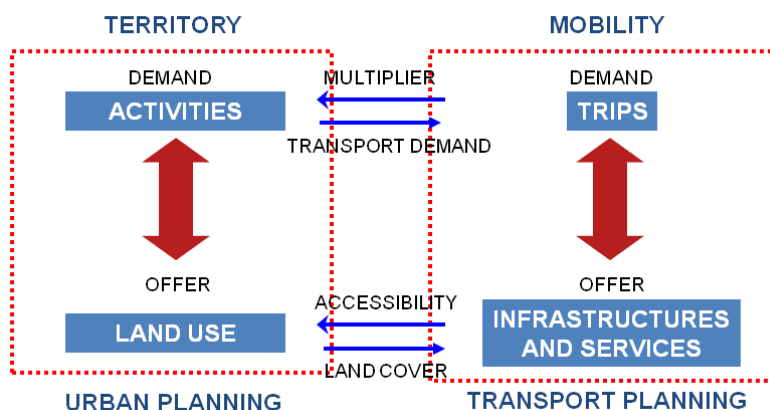 TERRITORY
MOBILITY
DEMAND
MULTIPLIER
DEMAND
ACTIVITIES
TRIPS
TRANSPORT DEMAND
OFFER
ACCESSIBILITY
OFFER
LAND USE
INFRASTRUCTURES
AND SERVICES
LAND COVER
URBAN PLANNING
TRANSPORT PLANNING